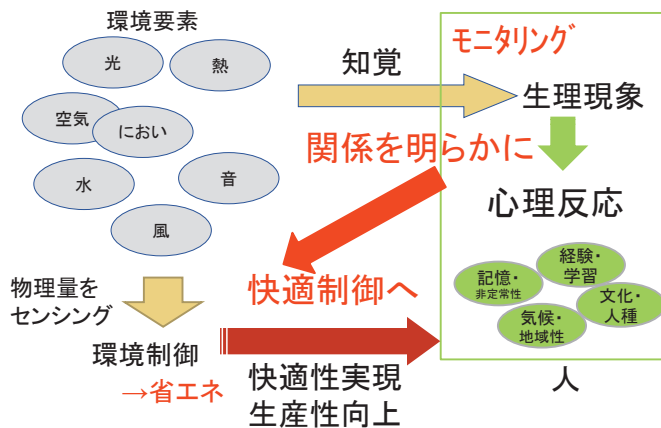 環境要素
光
熱
空気
におい
水
音
風
知覚
モニタリング
生理現象
関係を明らかに
心理反応
快適制御へ
経験・
学習
記憶・
非定常性
文化・
人種
気候・
地域性
人
物理量を
センシング
環境制御
→省エネ
快適性実現
生産性向上